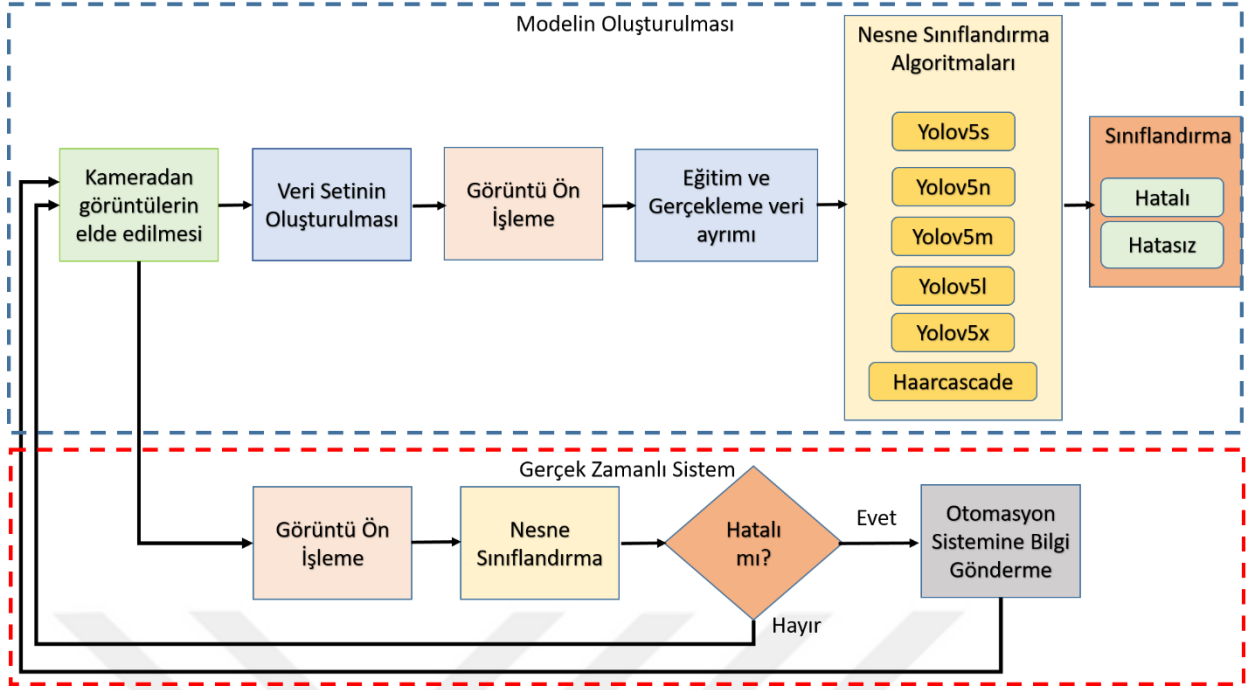 Modelin Oluşturulması
Kameradan
görüntülerin
elde edilmesi
Veri Setinin
Oluşturulması
Görüntü Ön
İşleme
Eğitim ve
Gerçekleme veri
ayrımı
Nesne Sınıflandırma
Algoritmaları
Yolov5s
Yolov5n
Yolov5m
Yolov5l
Yolov5x
Haarcascade
Sınıflandırma
Hatalı
Hatasız
Gerçek Zamanlı Sistem
Görüntü Ön
İşleme
Nesne
Sınıflandırma
Hatalı
mı?
Evet
Hayır
Otomasyon
Sistemine Bilgi
Gönderme